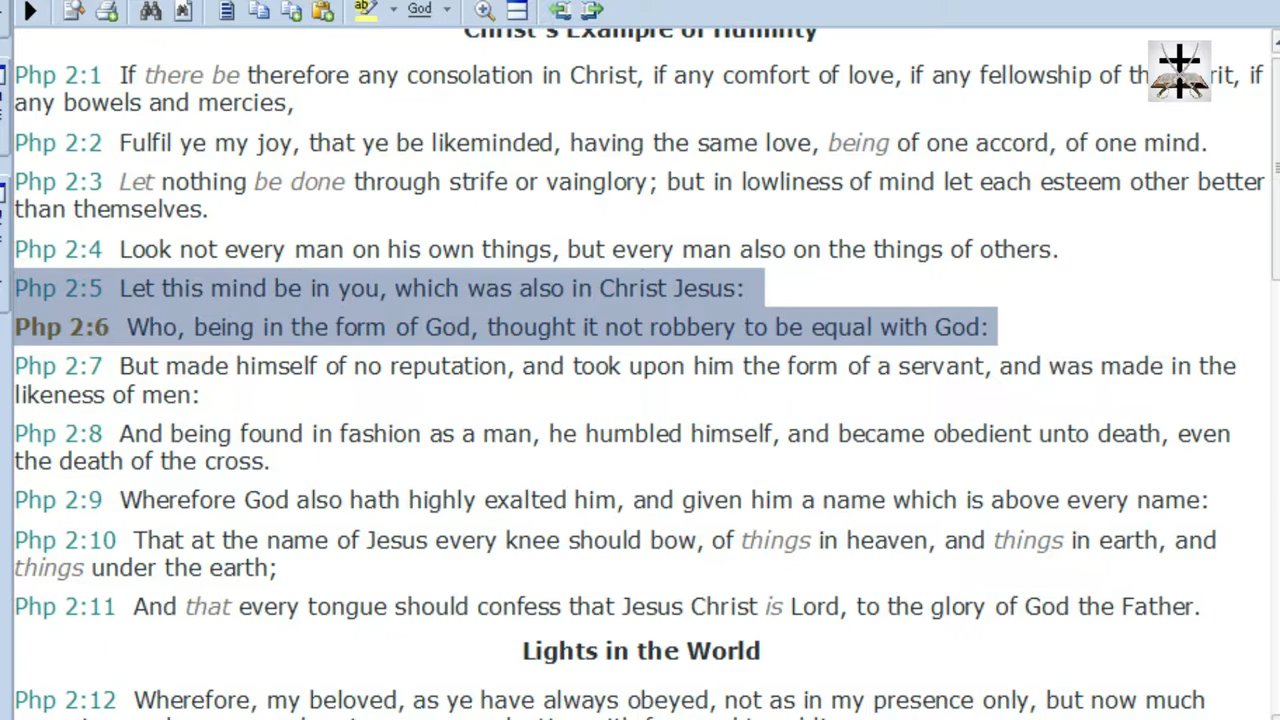 God
Christ's Example of Humility
Php 2:1 If there be therefore any consolation in Christ, if any comfort of love, if any fellowship of if
any bowels and mercies,
Php 2:2 Fulfil ye my joy, that ye be likeminded, having the same love, being of one accord, of one mind.
Php 2:3 Let nothing be done through strife or vainglory; but in lowliness of mind let each esteem other better
than themselves.
Php 2:4 Look not every man on his own things, but every man also on the things of others.
Php 2:5 Let this mind be in you, which was also in Christ Jesus:
Php 2:6 Who, being in the form of God, thought it not robbery to be equal with God:
Php 2:7 But made himself of no reputation, and took upon him the form of a servant, and was made in the
likeness of men:
Php 2:8 And being found in fashion as a man, he humbled himself, and became obedient unto death, even
the death of the cross.
Php 2:9 Wherefore God also hath highly exalted him, and given him a name which is above every name:
Php 2:10 That at the name of Jesus every knee should bow, of things in heaven, and things in earth, and
things under the earth;
Php 2:11 And that every tongue should confess that Jesus Christ is Lord, to the glory of God the Father.
Lights in the World
Php 2:12 Wherefore, my beloved, as ye have always obeyed, not as in my presence only, but now much